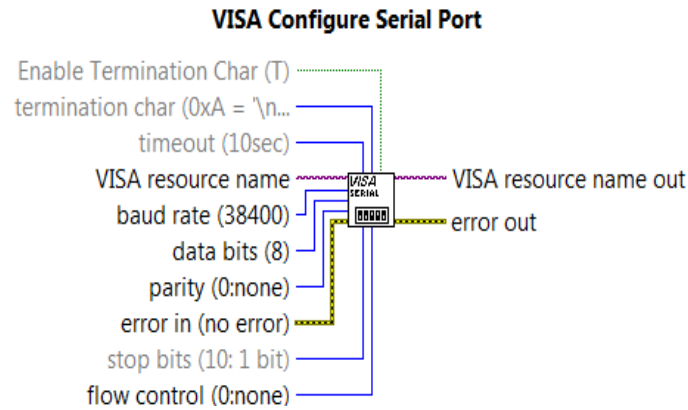 VISA Configure Serial Port
Enable Termination Char (T)
termination char (0xA = '\n...
timeout (10sec)
VISA resource name
VISA
SERIAL
VISA resource name out
baud rate (38400)
error out
data bits (8)
parity (0:none)
error in (no error)
stop bits (10: 1 bit)
flow control (0:none)